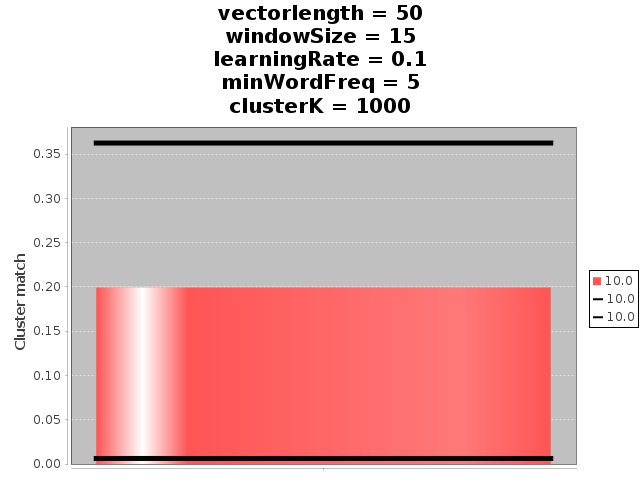 vectorlength = 50
windowSize = 15
learningRate = 0.1
minWordFreq = 5
clusterK = 1000
0.35
0.30
0.25
0.20
0.15
0.10
0.05
0.00
Cluster match
10.0
10.0
10.0